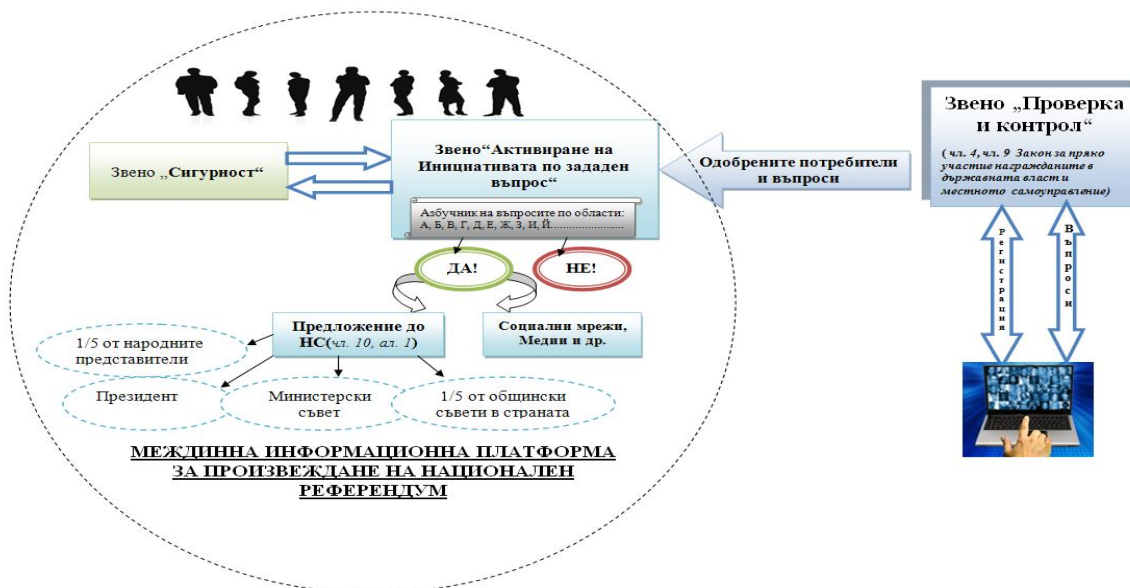 Звено „Проверка
и контрол“
( чл. 4, чл. 9 Закон за пряко
участие награжданите в
държавната власт и
местното самоуправление)
Регистрация
Въпроси
Одобрените потребители
и въпроси
Звено“Активиране на
Инициативата по зададен
въпрос“
Азбучник на въпросите по области:
А, Б, В, Г, Д, Е, Ж, З, И, Й........................
Звено „Сигурност“
ДА!
НЕ!
Предложение до
НС(чл. 10, ал. 1)
Социални мрежи,
Медии и др.
1/5 от народните
представители
Президент
Министерски
съвет
1/5 от общински
съвети в страната
МЕЖДИННА ИНФОРМАЦИОННА ПЛАТФОРМА
ЗА ПРОИЗВЕЖДАНЕ НА НАЦИОНАЛЕН
РЕФЕРЕНДУМ